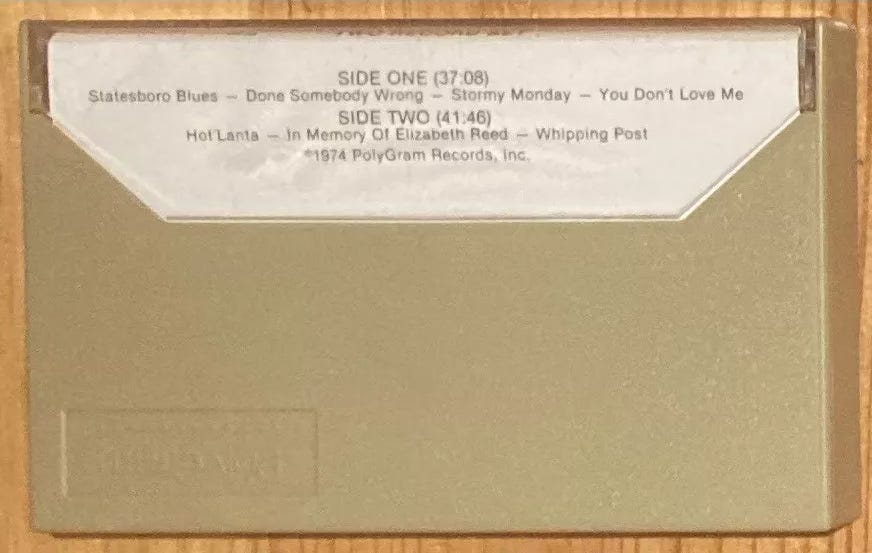 SIDE ONE (37:08)
Statesboro Blues — Done Somebody Wrong — Stormy Monday — You Don't Love Me
SIDE TWO (41:46)
Hot'Lanta — In Memory Of Elizabeth Reed — Whipping Post
©1974 PolyGram Records, Inc.